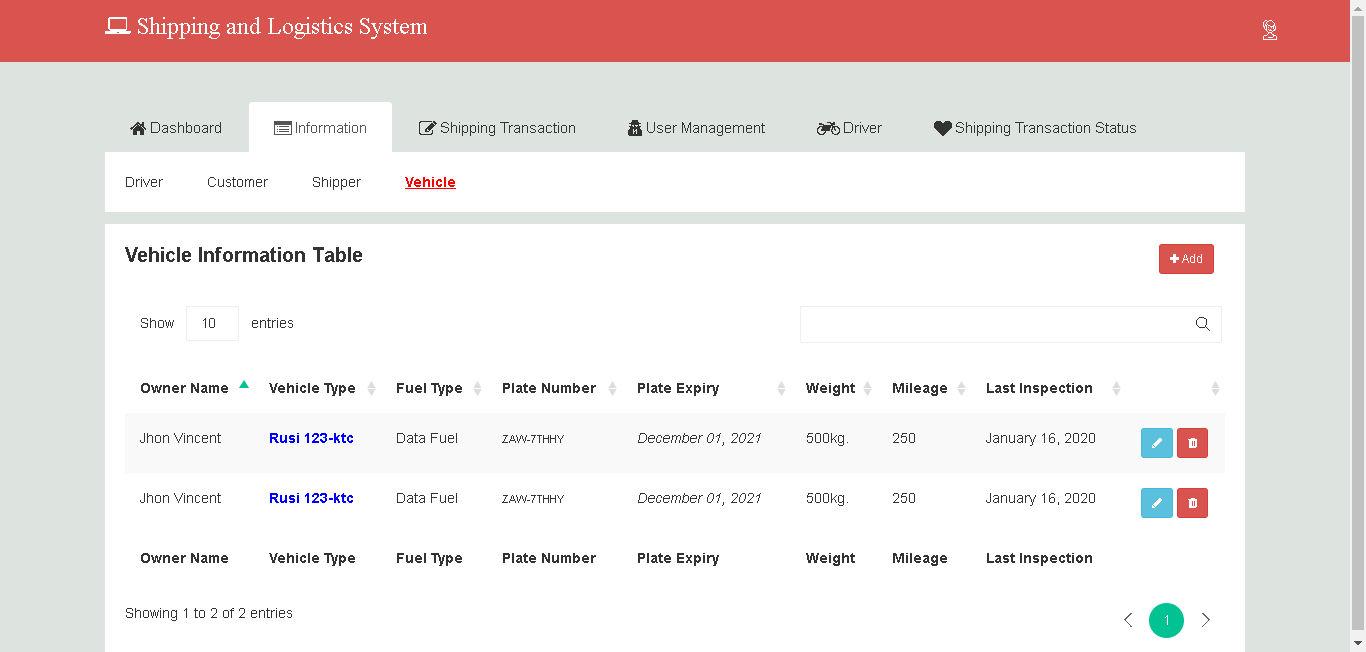 Shipping and Logistics System
Dashboard Information Shipping Transaction User Management Driver Shipping Transaction Status
Driver Customer Shipper Vehicle
Vehicle Information Table
Add
Show 10 entries
Owner Name Vehicle Type Fuel Type Plate Number Plate Expiry Weight Mileage Last Inspection
Jhon Vincent Rusi 123-ktc Data Fuel ZAW-7THHY December 01, 2021 500kg. 250 January 16, 2020
Jhon Vincent Rusi 123-ktc Data Fuel ZAW-7THHY December 01, 2021 500kg. 250 January 16, 2020
Owner Name Vehicle Type Fuel Type Plate Number Plate Expiry Weight Mileage Last Inspection
Showing 1 to 2 of 2 entries
1